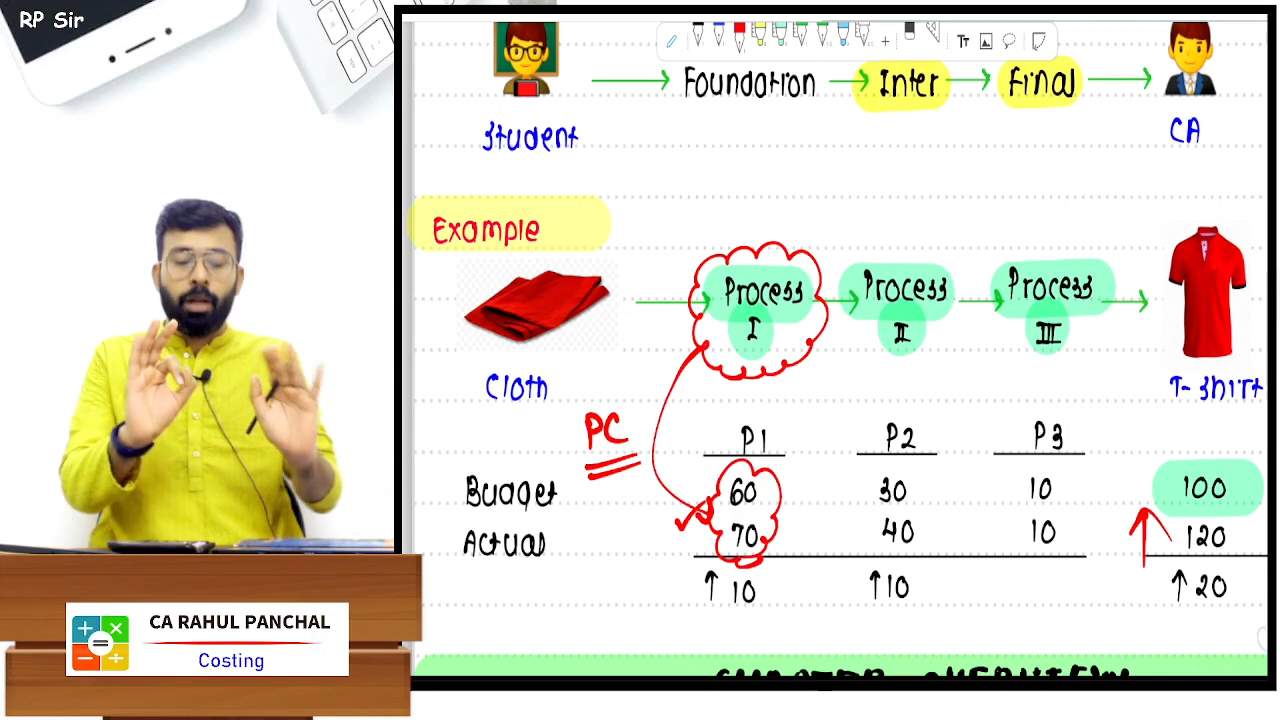 RP Sir
Tт
Foundation
Inter
Final
Student
CA
Example
Process
I
Process
II
Process
III
Cloth
T-Shirt
PC
P1 P2 P3
Budget 60 30 10 100
Actual 70 40 10 120
↑10 ↑10 ↑20
CA RAHUL PANCHAL
Costing